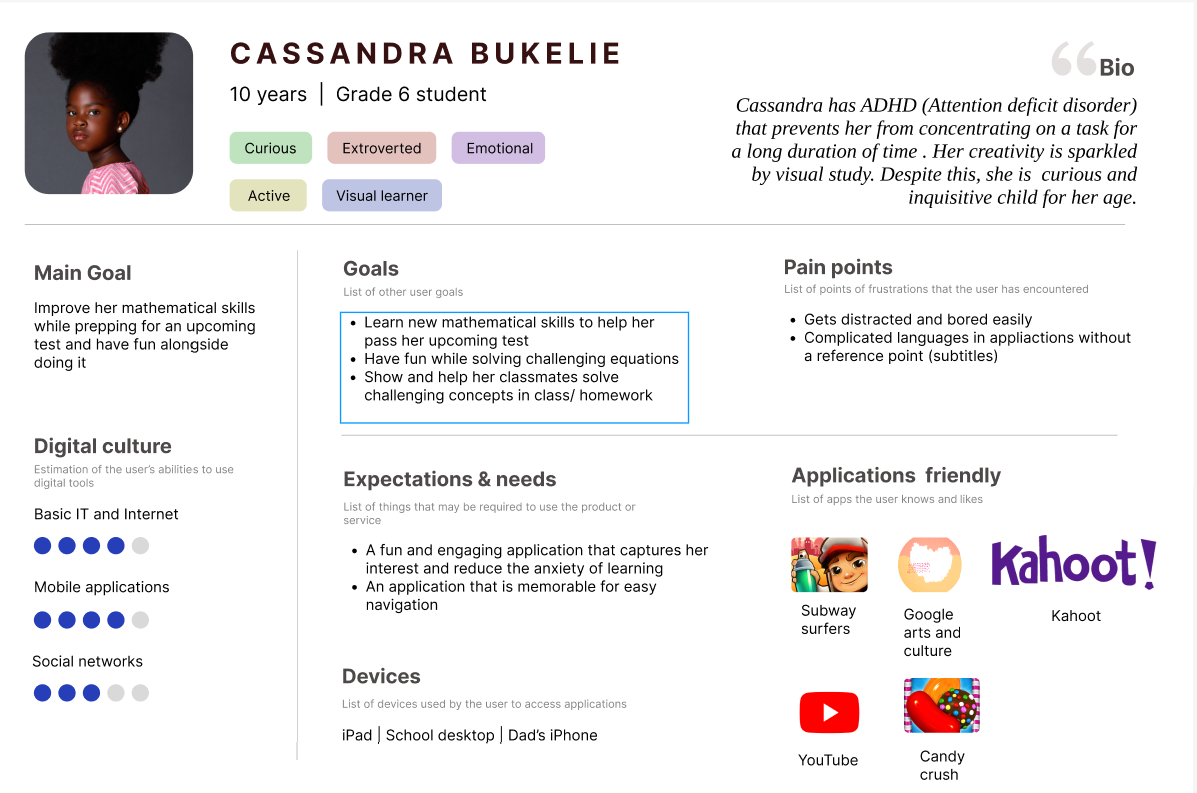 CASSANDRA BUKELIE
10 years | Grade 6 student
Curious
Extroverted
Emotional
Active
Visual learner
Bio
Cassandra has ADHD (Attention deficit disorder)
that prevents her from concentrating on a task for
a long duration of time . Her creativity is sparkled
by visual study. Despite this, she is curious and
inquisitive child for her age.
Main Goal
Improve her mathematical skills
while prepping for an upcoming
test and have fun alongside
doing it
Digital culture
Estimation of the user's abilities to use
digital tools
Basic IT and Internet
Mobile applications
Social networks
Goals
List of other user goals
• Learn new mathematical skills to help her
pass her upcoming test
• Have fun while solving challenging equations
• Show and help her classmates solve
challenging concepts in class/ homework
Pain points
List of points of frustrations that the user has encountered
• Gets distracted and bored easily
• Complicated languages in appliactions without
a reference point (subtitles)
Expectations & needs
List of things that may be required to use the product or
service
• A fun and engaging application that captures her
interest and reduce the anxiety of learning
• An application that is memorable for easy
navigation
Devices
List of devices used by the user to access applications
iPad | School desktop | Dad's iPhone
Applications friendly
List of apps the user knows and likes
Kahoot!
Subway
surfers
Google
arts and
culture
Kahoot
YouTube
Candy
crush